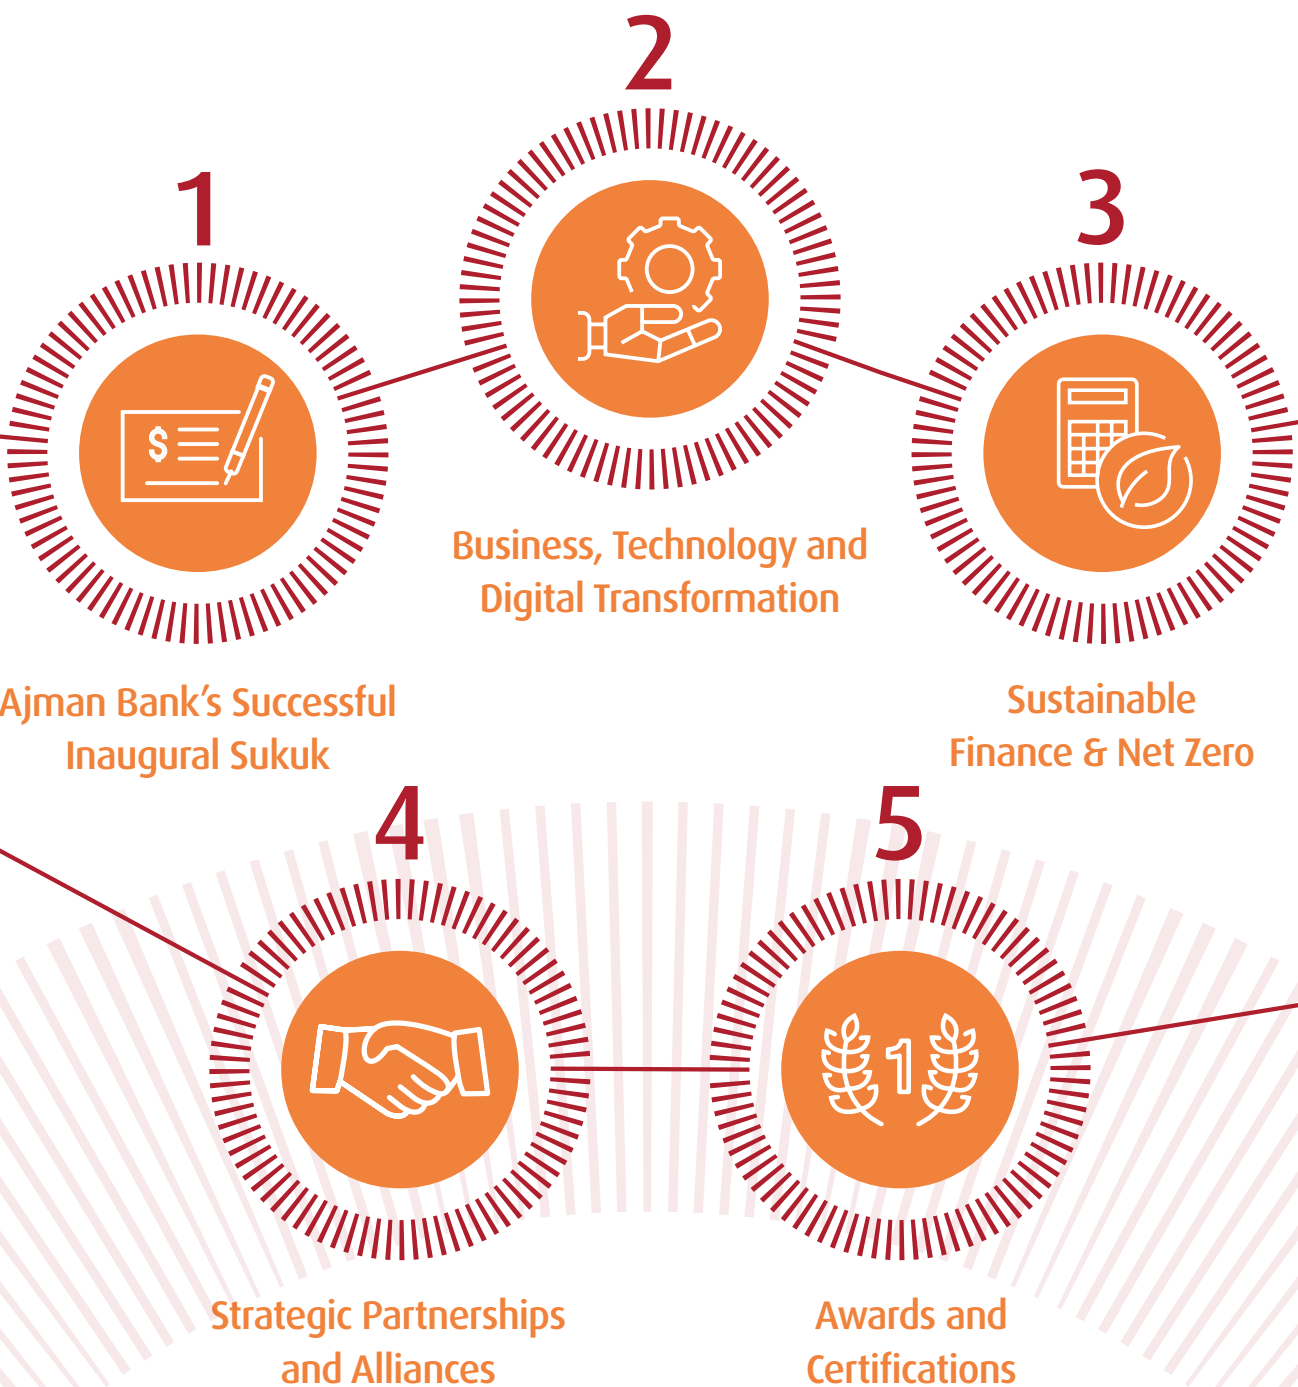 1
$
Ajman Bank’s Successful
Inaugural Sukuk
2
Business, Technology and
Digital Transformation
3
Sustainable
Finance & Net Zero
4
Strategic Partnerships
and Alliances
5
1
Awards and
Certifications